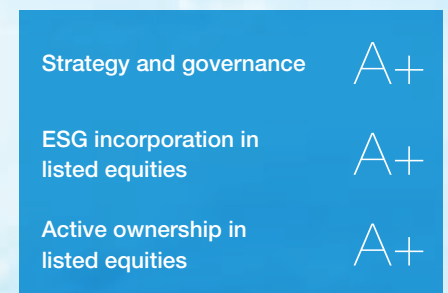 Strategy and governance A+
ESG incorporation in
listed equities A+
Active ownership in
listed equities A+